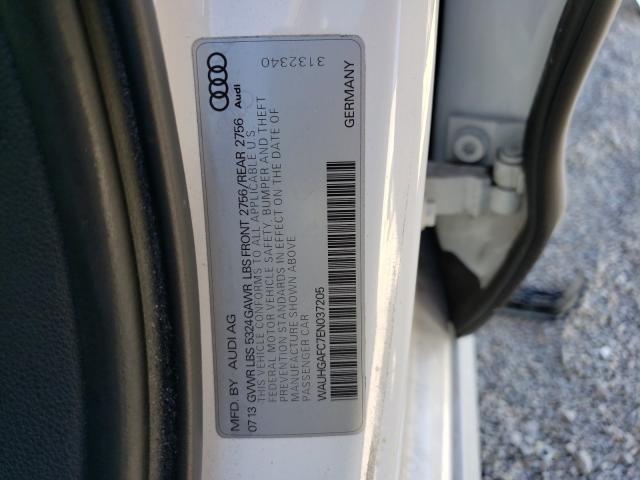 MFD. BY AUDI AG
07 13 GVWR LBS 5324 GAWR LBS FRONT 2756/REAR 2756
THIS VEHICLE CONFORMS TO ALL APPLICABLE U.S.
FEDERAL MOTOR VEHICLE SAFETY, BUMPER AND THEFT
PREVENTION STANDARDS IN EFFECT ON THE DATE OF
MANUFACTURE SHOWN ABOVE
PASSENGER CAR
WAUHGAFC7EN037205
GERMANY
Audi
3132340